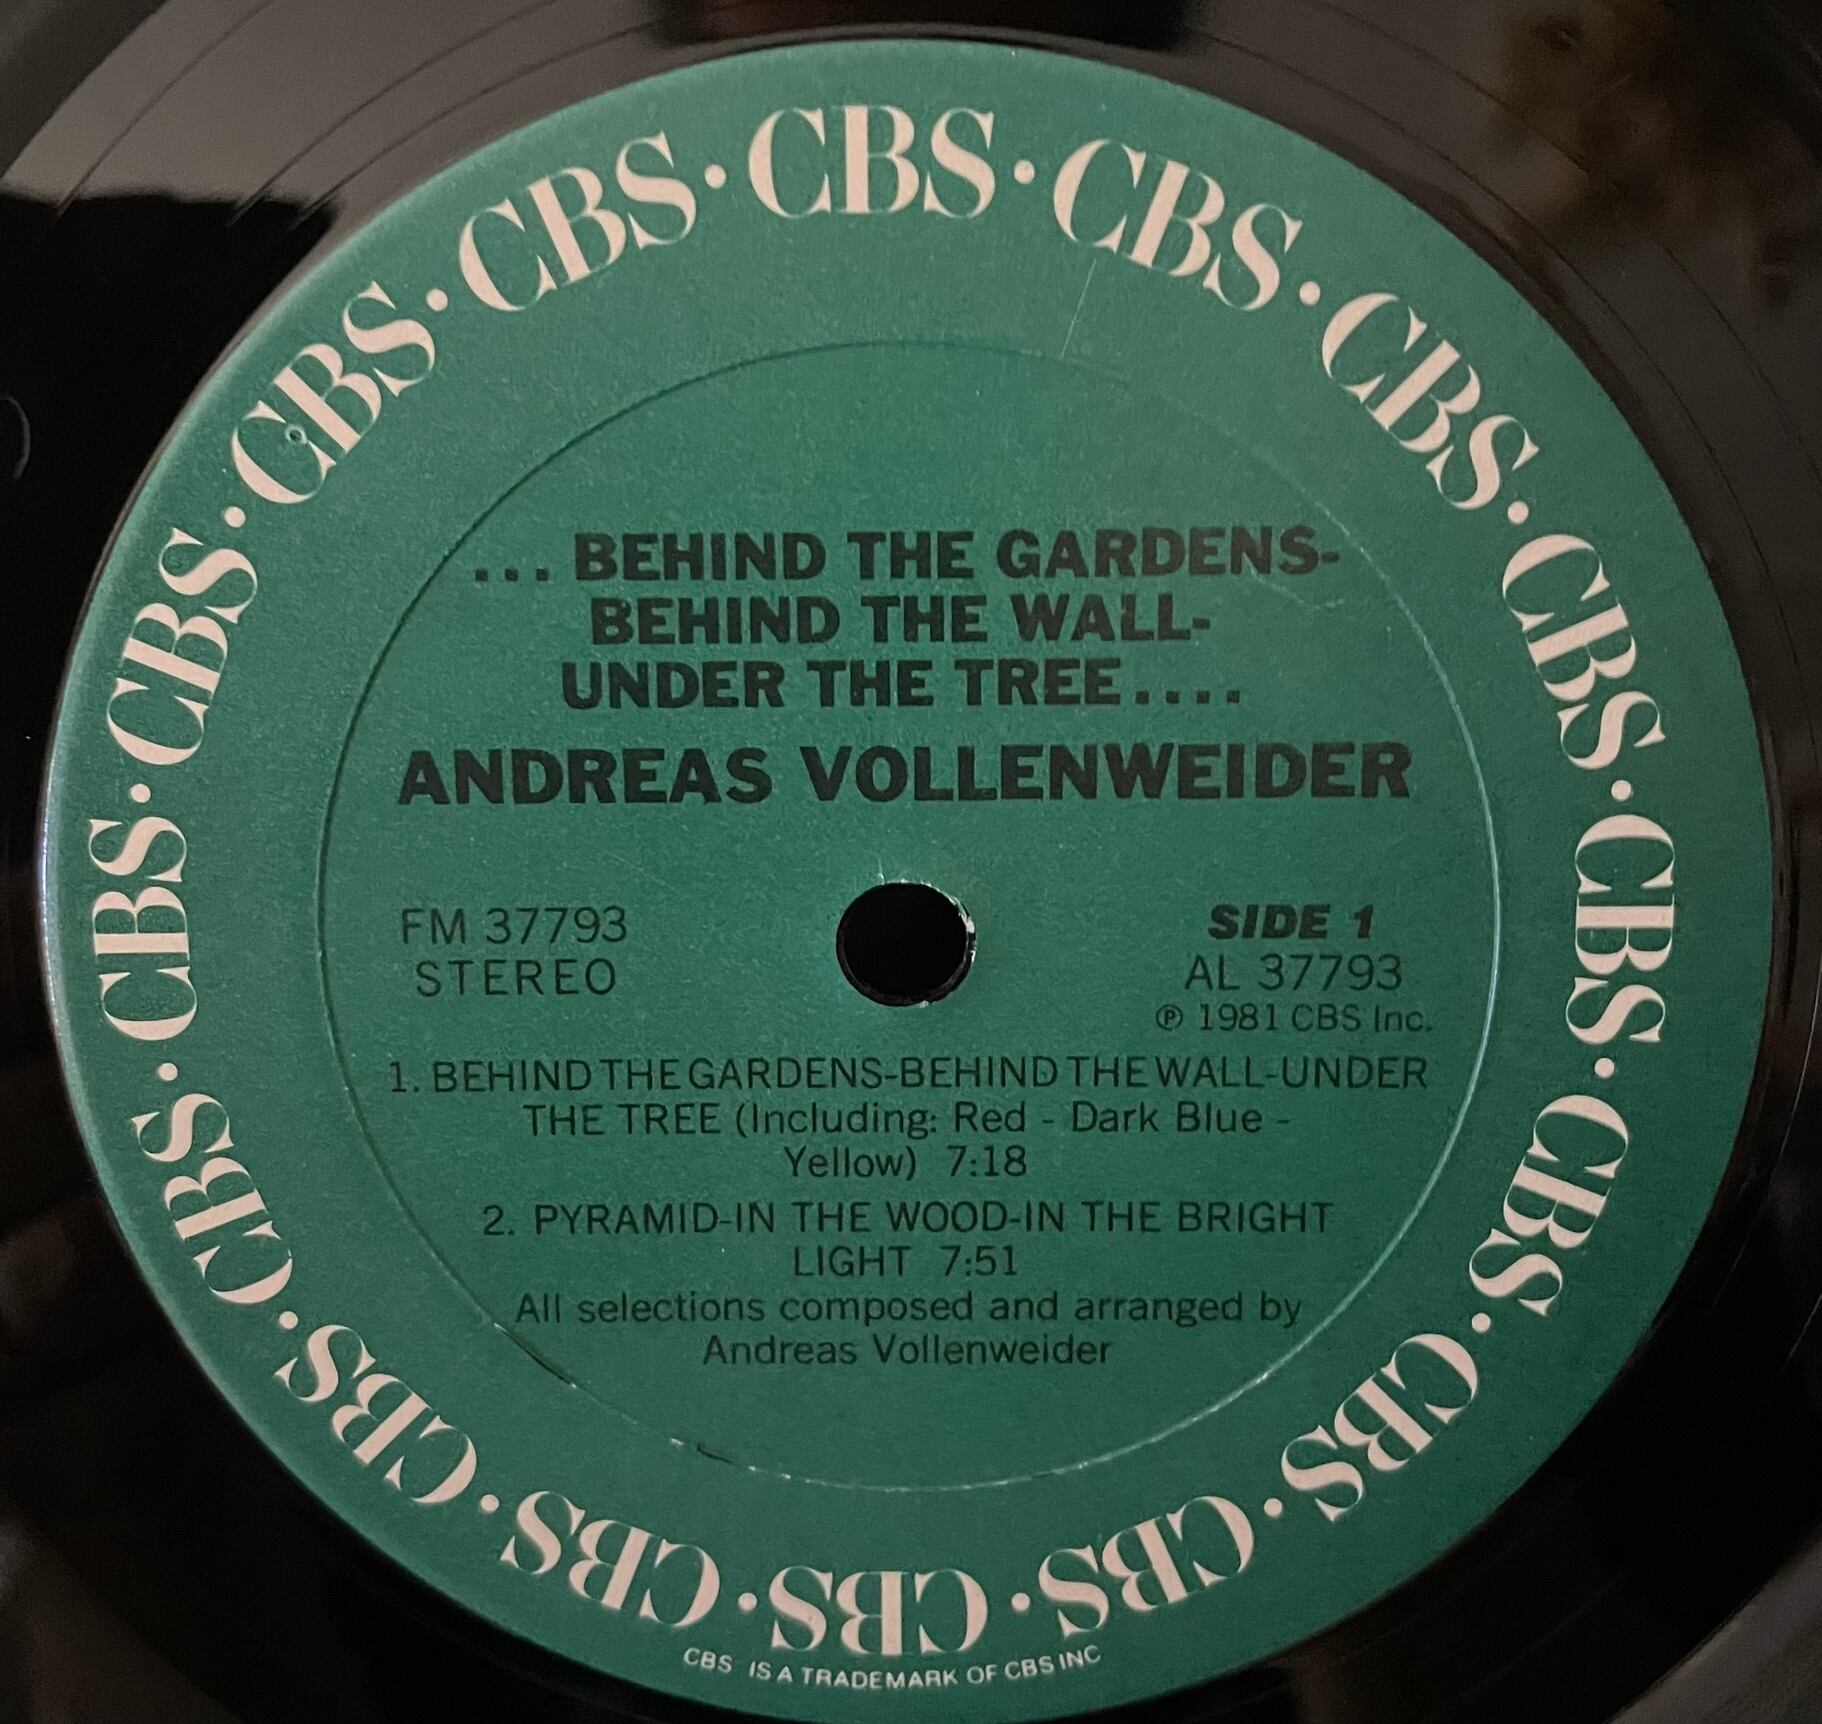 CBS · CBS · CBS · CBS · CBS · CBS · CBS · CBS · CBS · CBS · CBS · CBS · CBS · CBS · CBS · CBS ·
...BEHIND THE GARDENS-
BEHIND THE WALL-
UNDER THE TREE....
ANDREAS VOLLENWEIDER
FM 37793
STEREO
SIDE 1
AL 37793
℗ 1981 CBS Inc.
1. BEHIND THE GARDENS-BEHIND THE WALL-UNDER
THE TREE (Including: Red - Dark Blue -
Yellow) 7:18
2. PYRAMID-IN THE WOOD-IN THE BRIGHT
LIGHT 7:51
All selections composed and arranged by
Andreas Vollenweider
CBS IS A TRADEMARK OF CBS INC